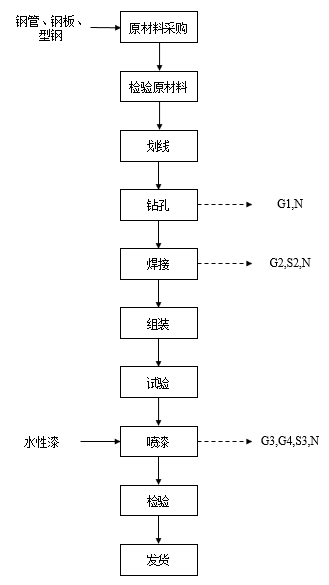 钢管、钢板、
型钢
原材料采购
检验原材料
划线
钻孔
G1,N
焊接
G2,S2,N
组装
试验
水性漆
喷漆
G3,G4,S3,N
检验
发货